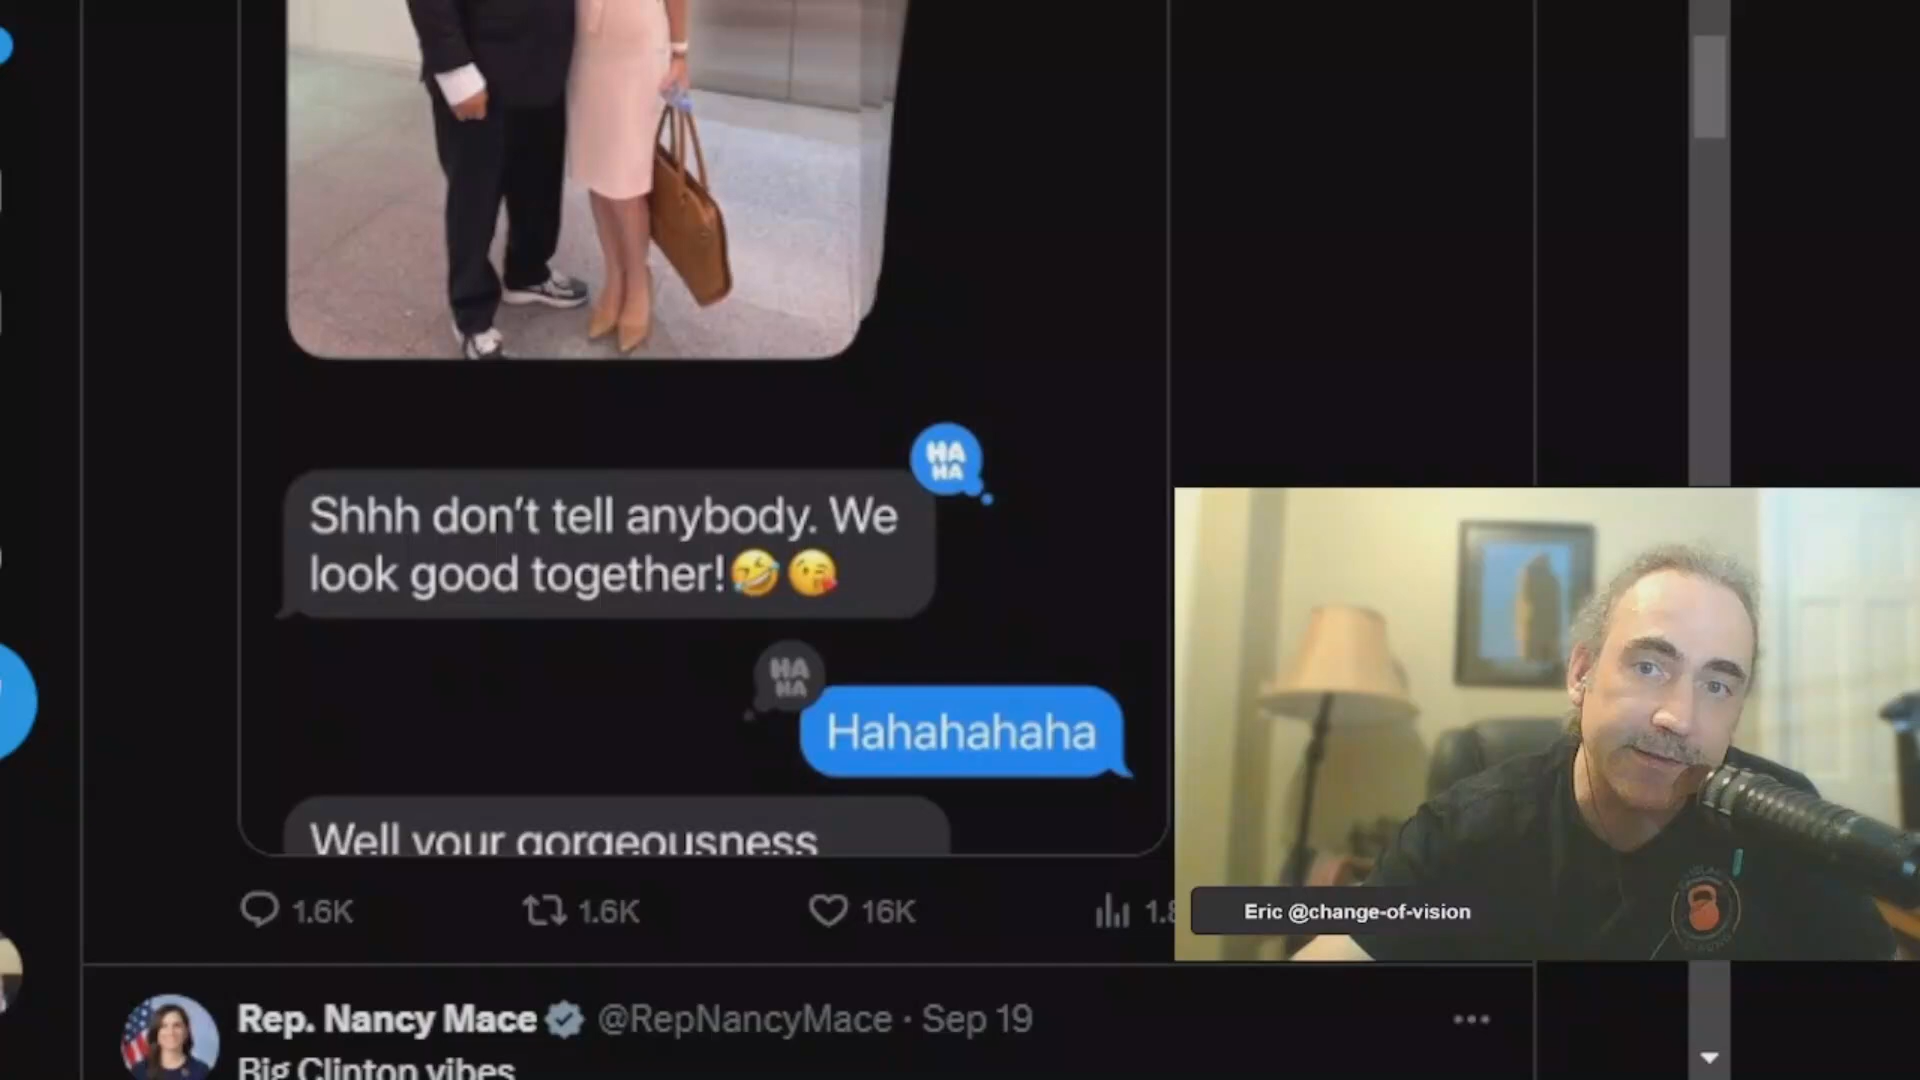 HA
HA
Shhh don't tell anybody. We
look good together!🤣😘
HA
HA
Hahahahaha
Well your gorgeousness
1.6K 1.6K 16K
Eric @change-of-vision
Rep. Nancy Mace @RepNancyMace · Sep 19
Big Clinton vibes